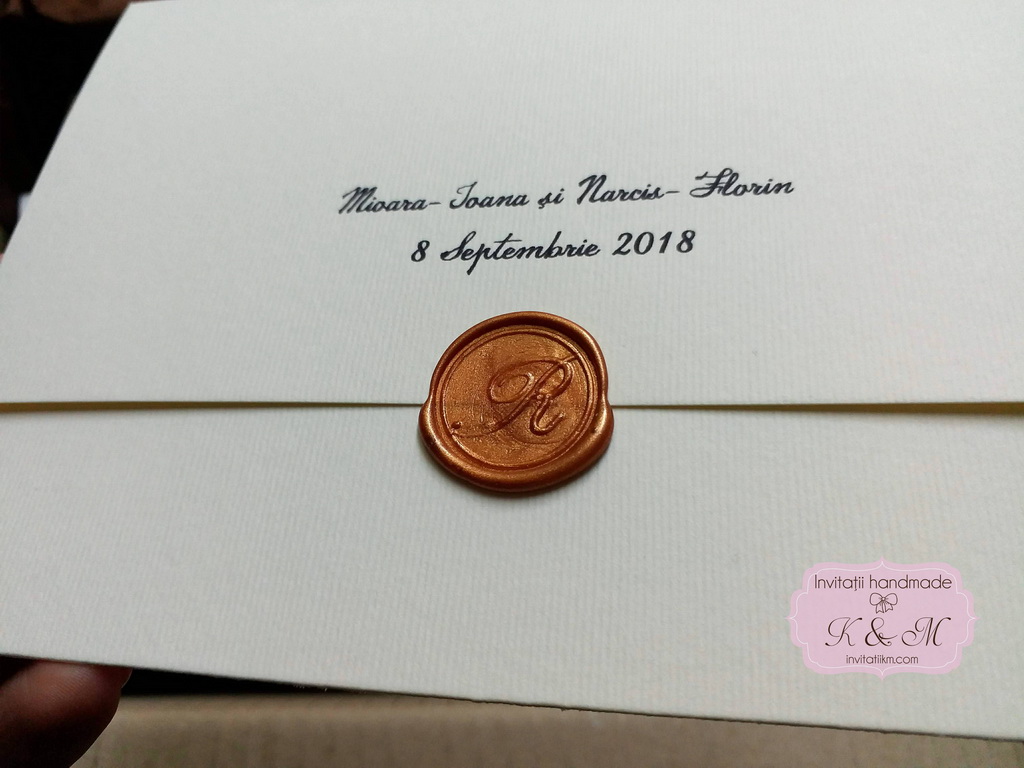 Mioara-Ioana și Narcis-Florin
8 Septembrie 2018
R
Invitații handmade
K & M
invitatiikm.com